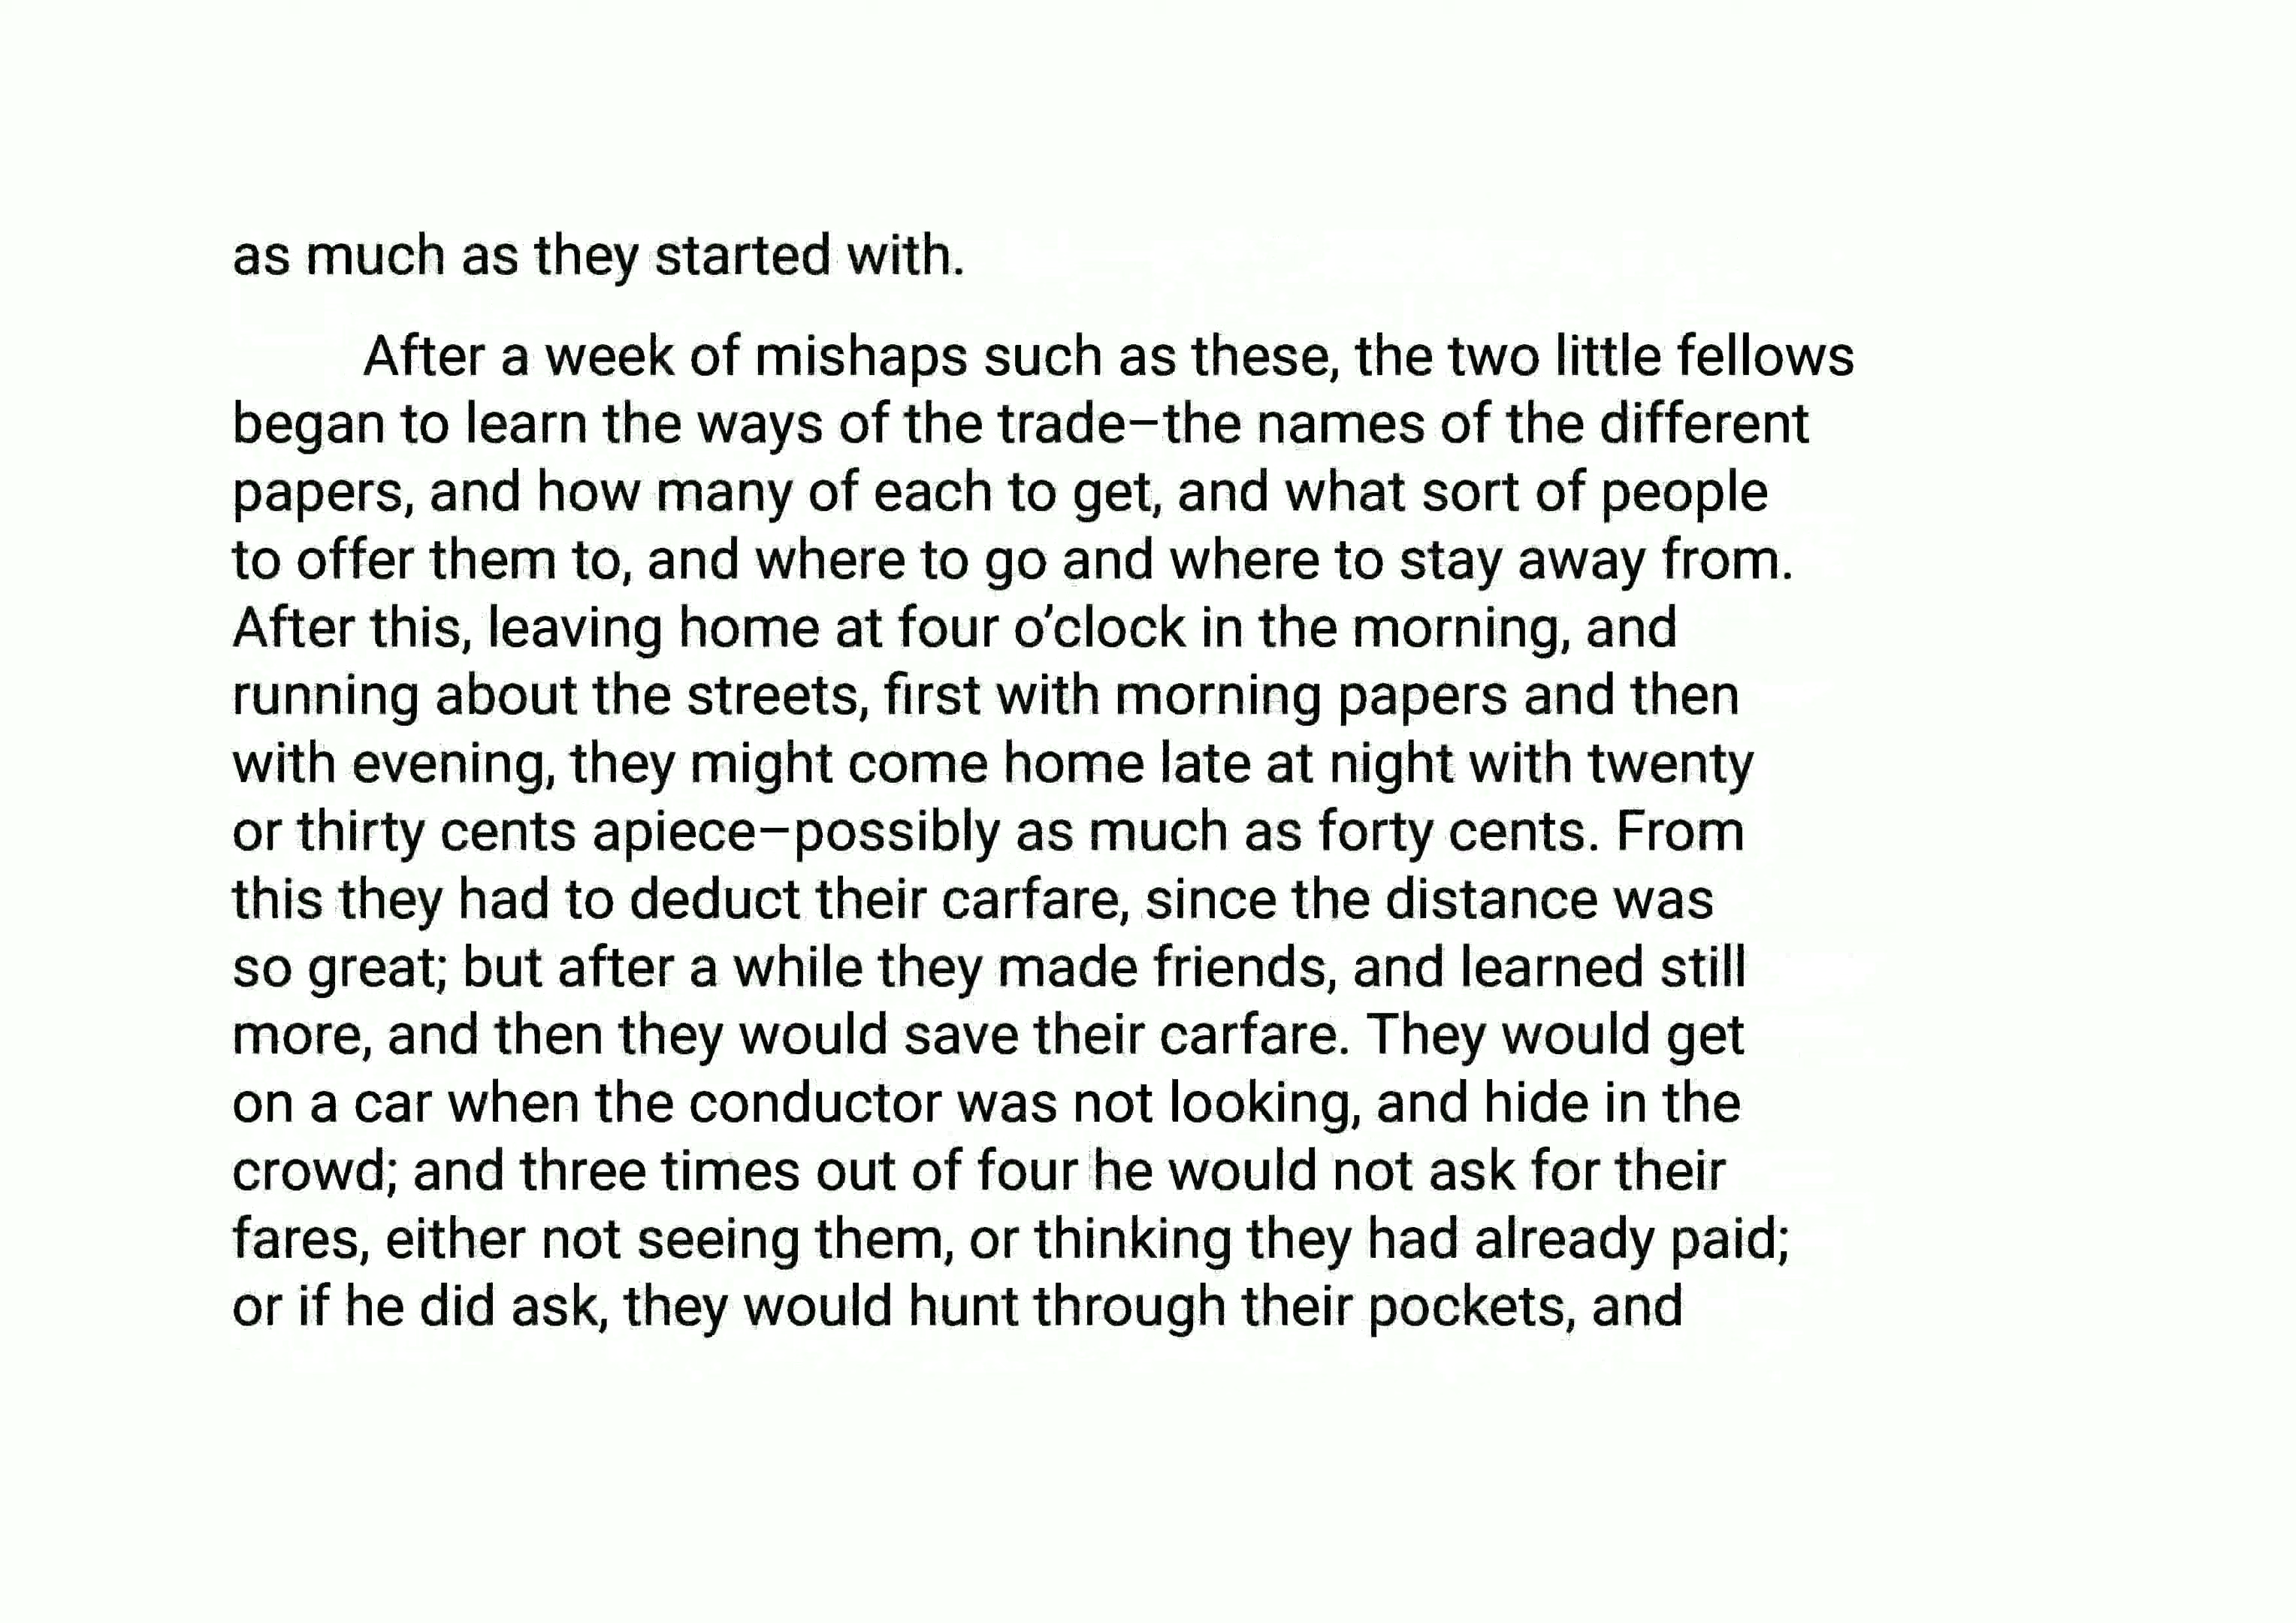 as much as they started with.
After a week of mishaps such as these, the two little fellows
began to learn the ways of the trade–the names of the different
papers, and how many of each to get, and what sort of people
to offer them to, and where to go and where to stay away from.
After this, leaving home at four o’clock in the morning, and
running about the streets, first with morning papers and then
with evening, they might come home late at night with twenty
or thirty cents apiece–possibly as much as forty cents. From
this they had to deduct their carfare, since the distance was
so great; but after a while they made friends, and learned still
more, and then they would save their carfare. They would get
on a car when the conductor was not looking, and hide in the
crowd; and three times out of four he would not ask for their
fares, either not seeing them, or thinking they had already paid;
or if he did ask, they would hunt through their pockets, and